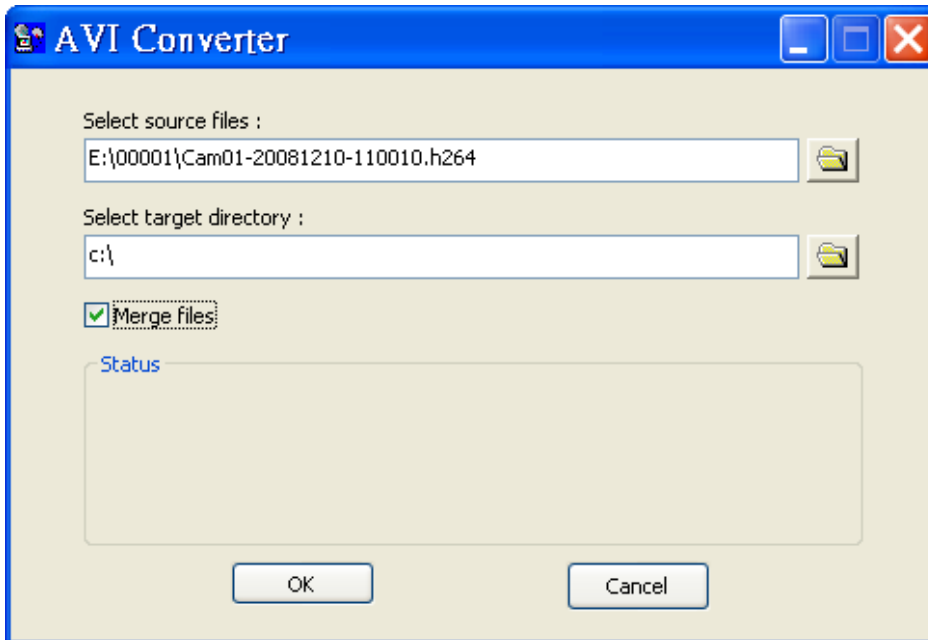 AVI Converter
Select source files :
E:\00001\Cam01-20081210-110010.h264
Select target directory :
c:\
Merge files
Status
OK
Cancel